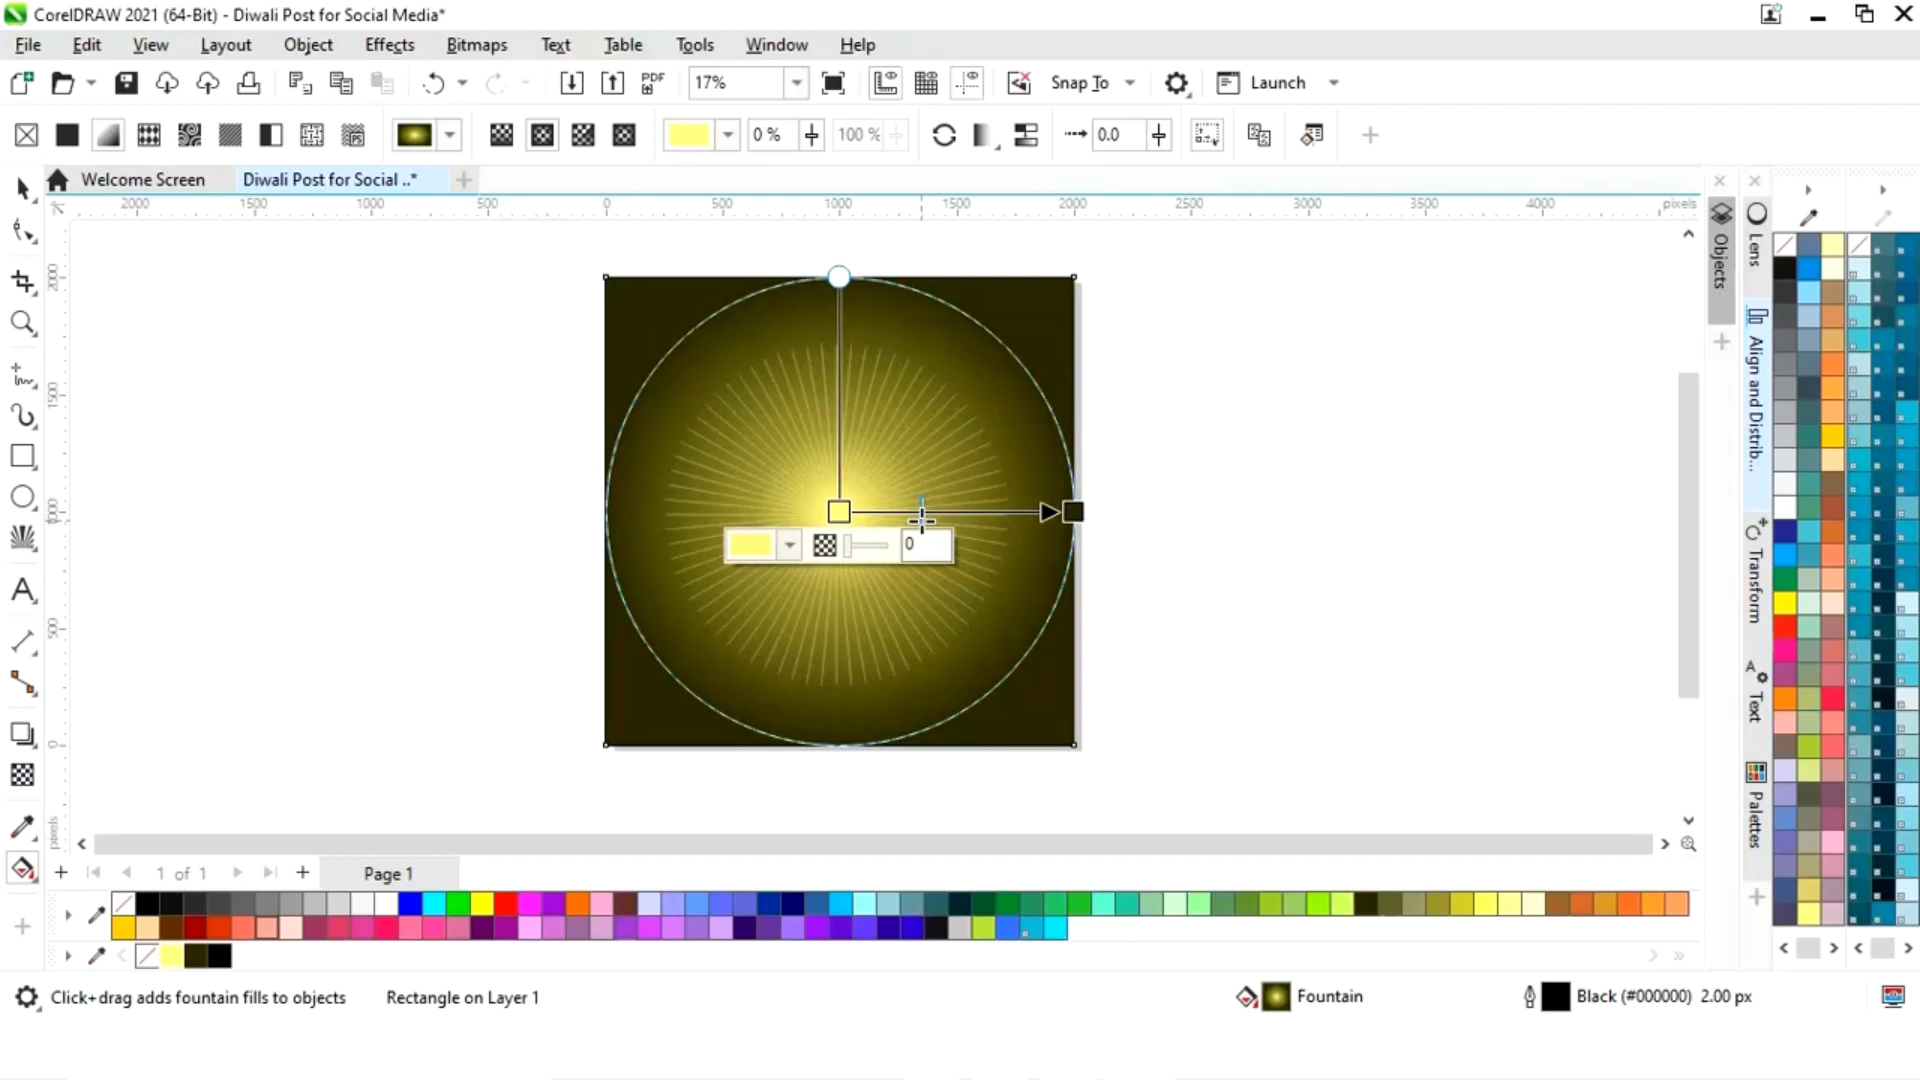 CorelDRAW 2021 (64-Bit) - Diwali Post for Social Media*
File Edit View Layout Object Effects Bitmaps Text Table Tools Window Help
PDF 17% Snap To Launch
0 % 100 % 0.0
Welcome Screen Diwali Post for Social ..*
2000 1500 1000 500 0 500 1000 1500 2000 2500 3000 3500 4000 pixels
2000
1500
1000
500
0
pixels
0
Objects
Lens
Align and Distrib...
Transform
Text
Palettes
1 of 1 Page 1
Click+drag adds fountain fills to objects Rectangle on Layer 1 Fountain Black (#000000) 2.00 px